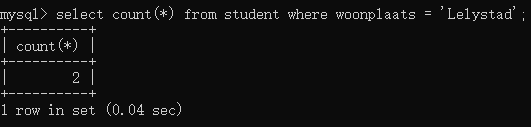 mysql> select count(*) from student where woonplaats = 'Lelystad';
+----------+
| count(*) |
+----------+
|        2 |
+----------+
1 row in set (0.04 sec)